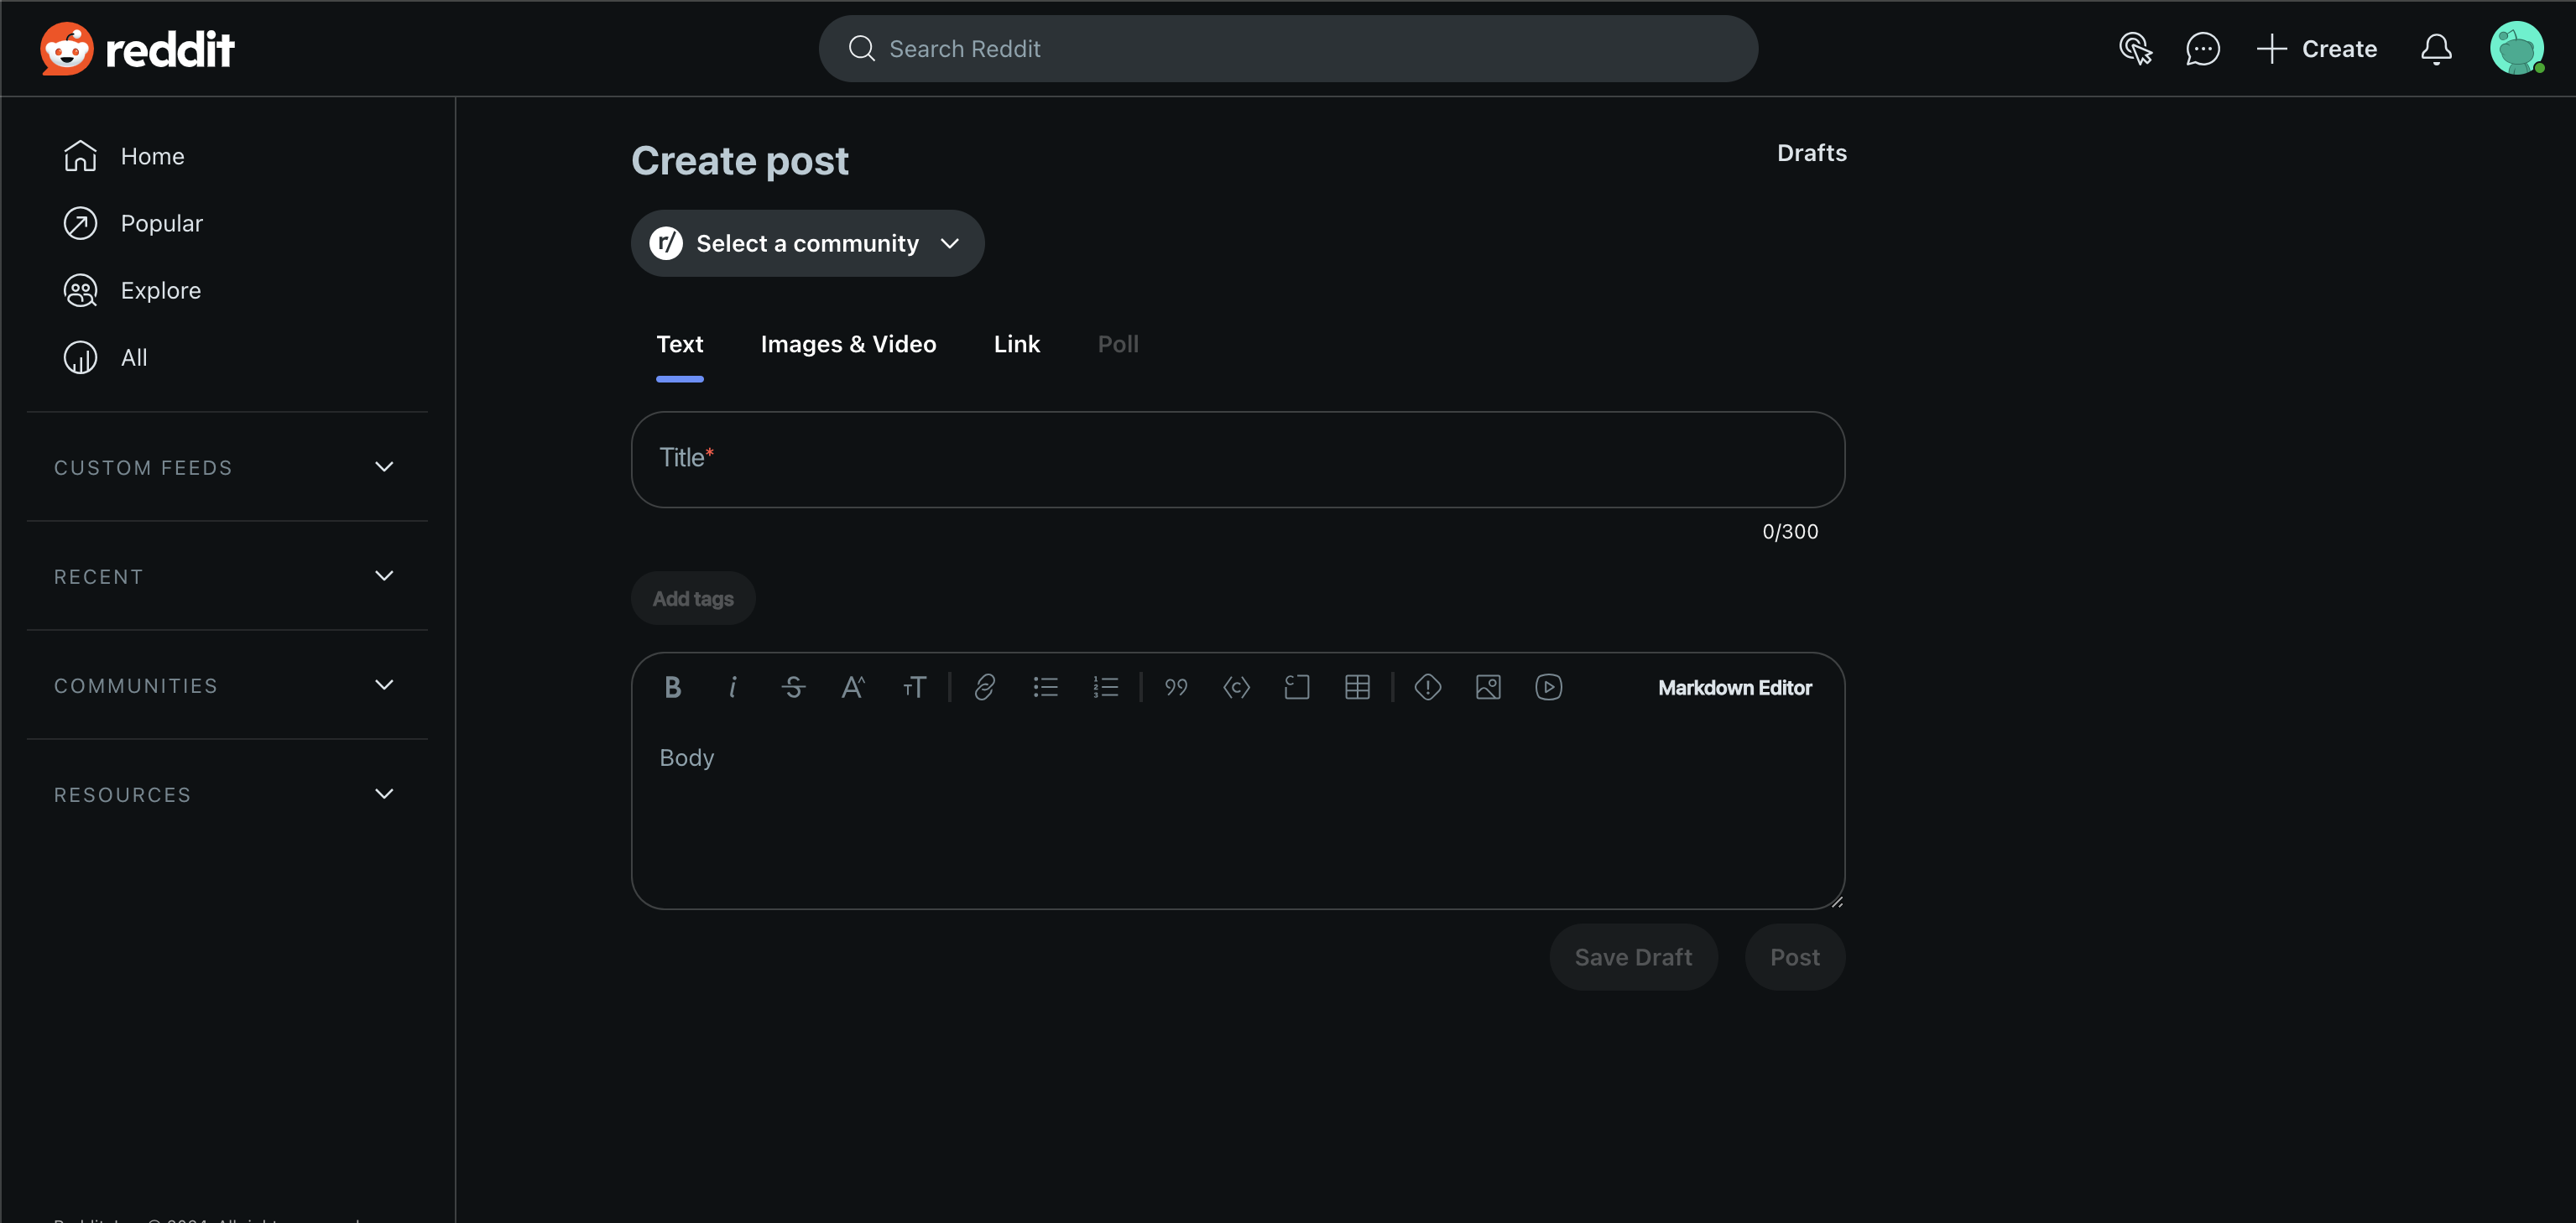 reddit
Search Reddit
Create
Home
Popular
Explore
All
CUSTOM FEEDS
RECENT
COMMUNITIES
RESOURCES
Create post
Drafts
r/ Select a community
Text Images & Video Link Poll
Title*
0/300
Add tags
Markdown Editor
Body
Save Draft Post